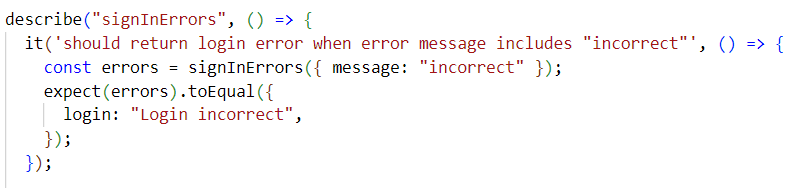 describe("signInErrors", () => {
it('should return login error when error message includes "incorrect"', () => {
const errors = signInErrors({ message: "incorrect" });
expect(errors).toEqual({
login: "Login incorrect",
});
});